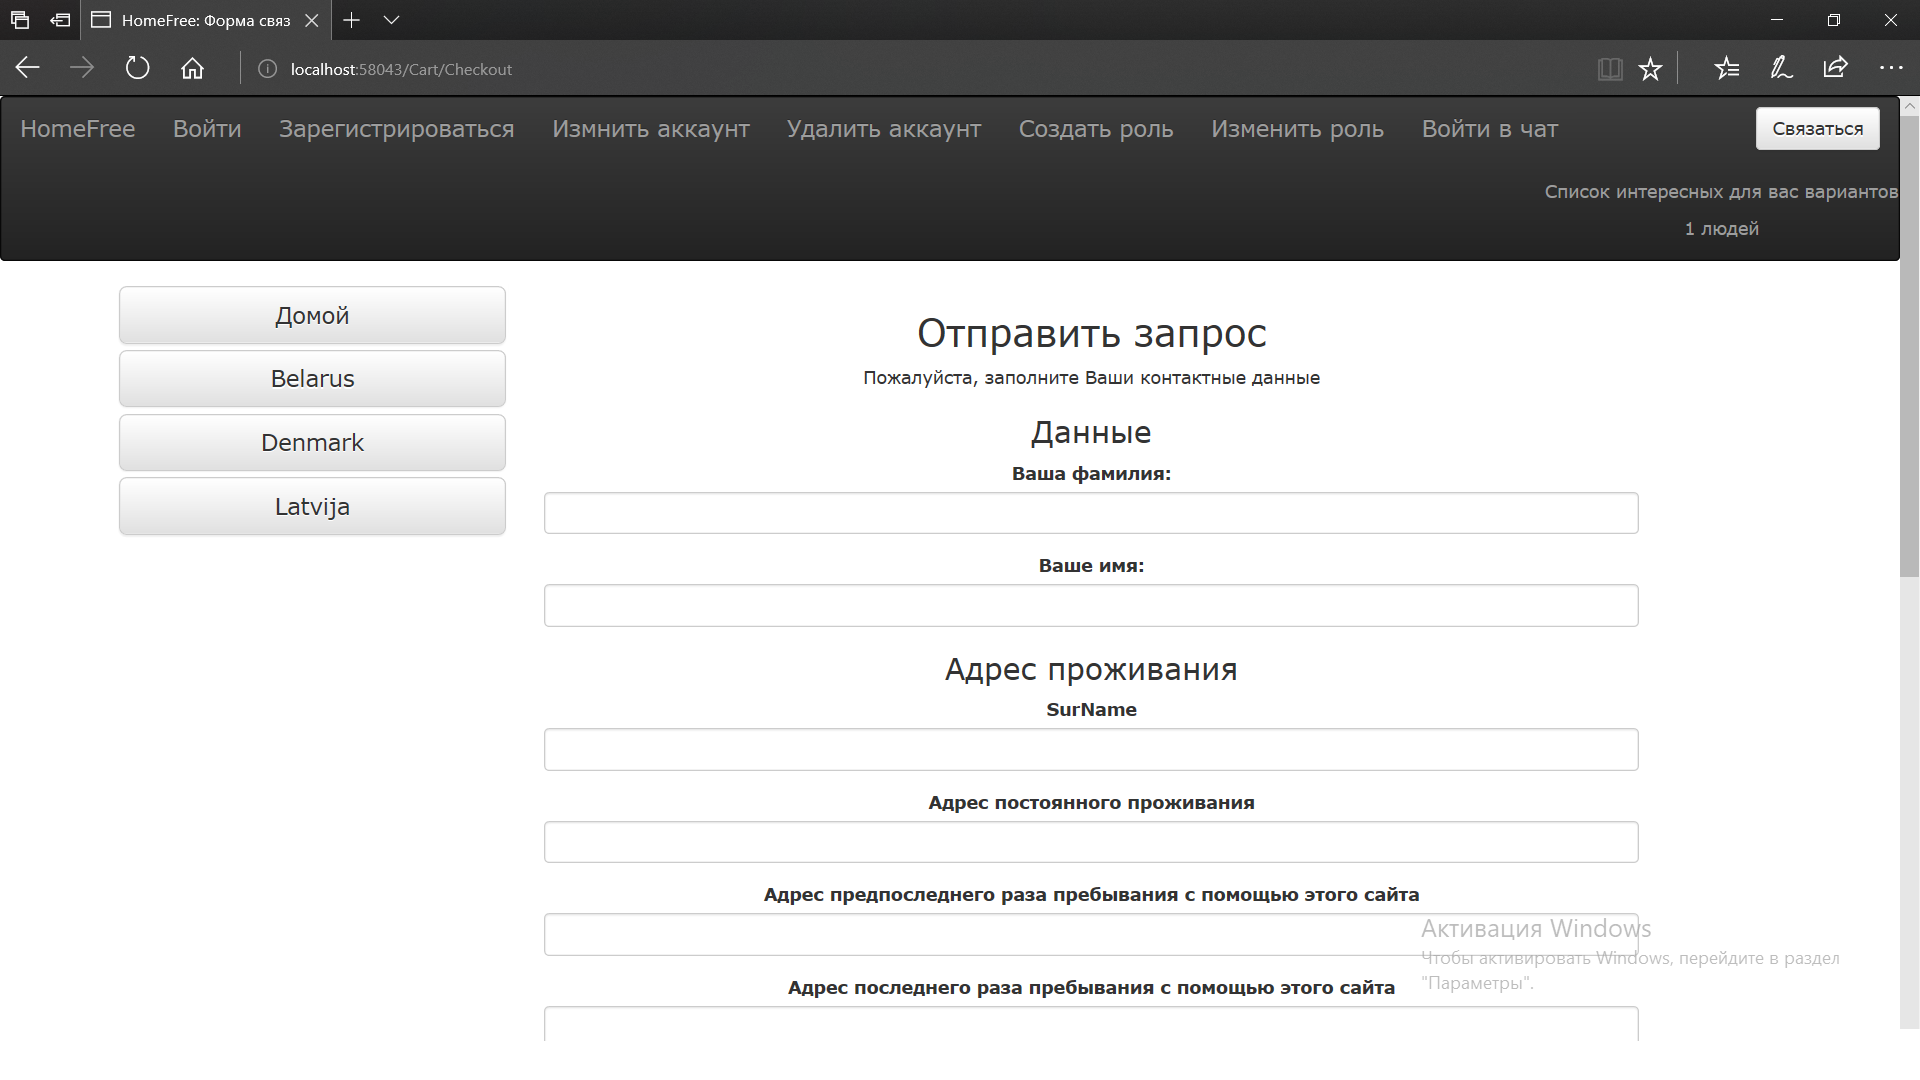 HomeFree: Форма связ
localhost:58043/Cart/Checkout
HomeFree Войти Зарегистрироваться Измнить аккаунт Удалить аккаунт Создать роль Изменить роль Войти в чат Связаться
Список интересных для вас вариантов
1 людей
Домой
Belarus
Denmark
Latvija
Отправить запрос
Пожалуйста, заполните Ваши контактные данные
Данные
Ваша фамилия:
Ваше имя:
Адрес проживания
SurName
Адрес постоянного проживания
Адрес предпоследнего раза пребывания с помощью этого сайта
Адрес последнего раза пребывания с помощью этого сайта
Активация Windows
Чтобы активировать Windows, перейдите в раздел
"Параметры".